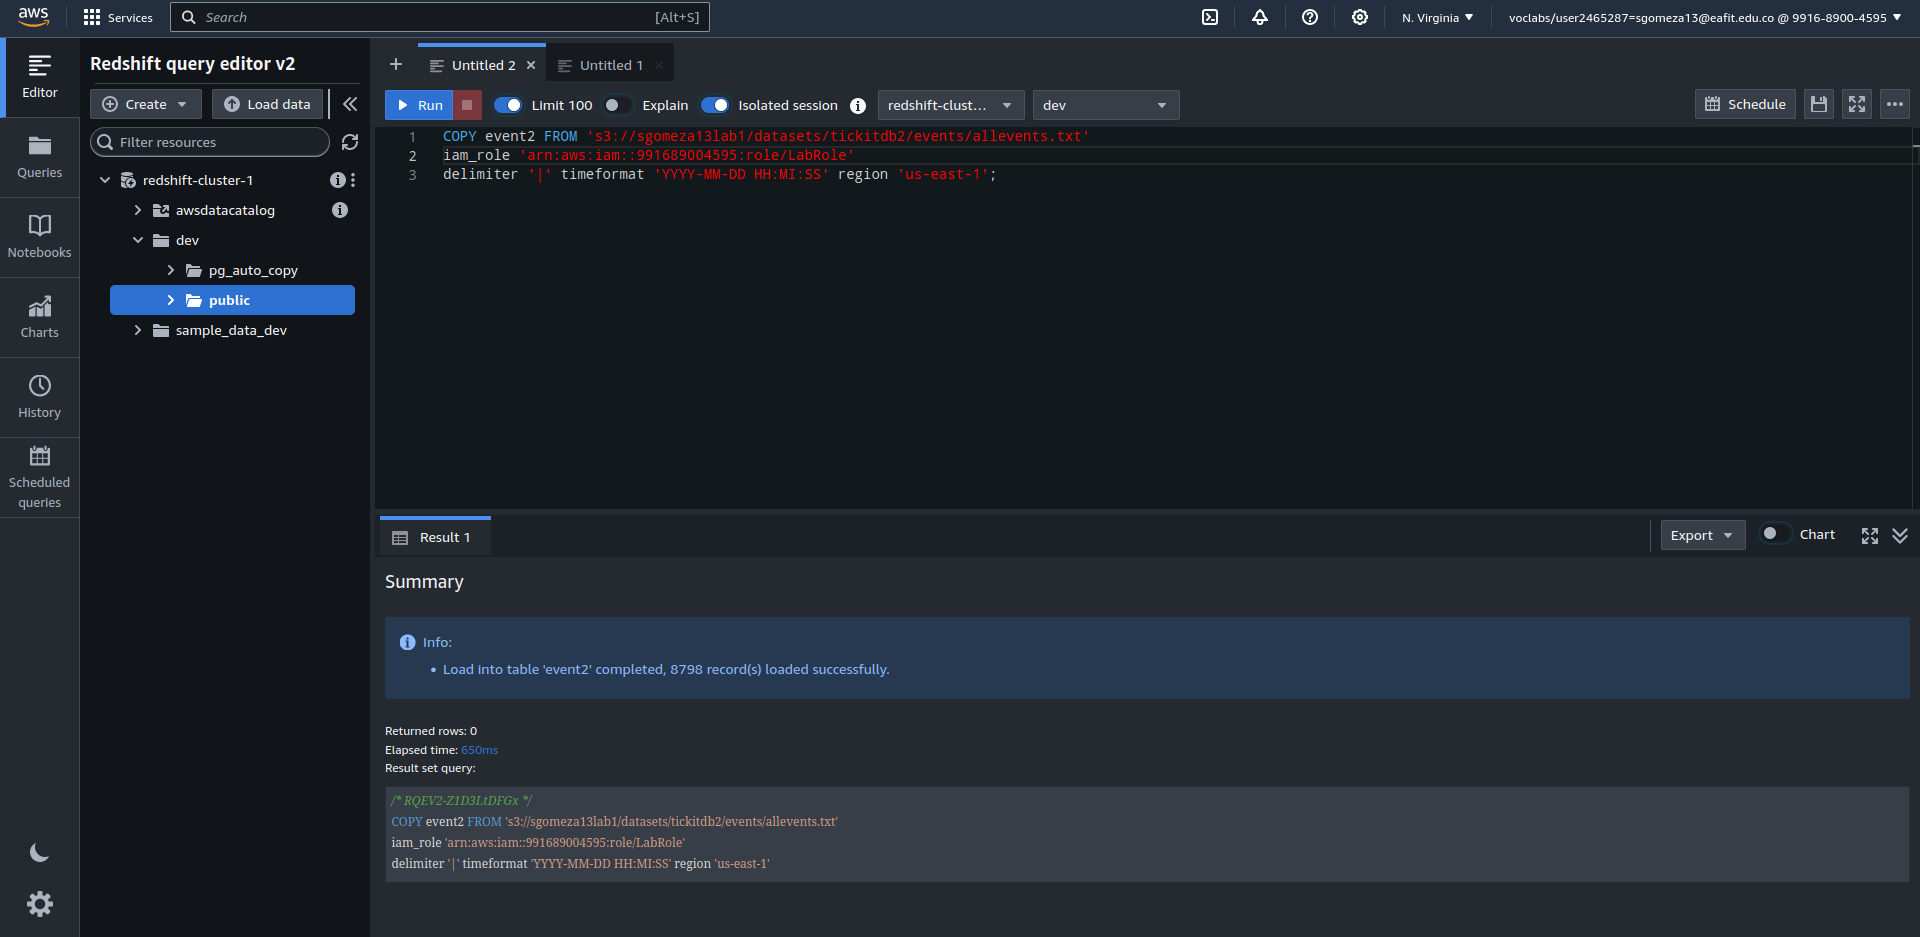 aws
Services
Search [Alt+S]
N. Virginia
voclabs/user2465287=sgomeza13@eafit.edu.co @ 9916-8900-4595
Editor
Queries
Notebooks
Charts
History
Scheduled
queries
Redshift query editor v2
Create
Load data
Filter resources
redshift-cluster-1
awsdatacatalog
dev
pg_auto_copy
public
sample_data_dev
Untitled 2
Untitled 1
Run
Limit 100
Explain
Isolated session
redshift-clust...
dev
Schedule
1 COPY event2 FROM 's3://sgomeza13lab1/datasets/tickitdb2/events/allevents.txt'
2 iam_role 'arn:aws:iam::991689004595:role/LabRole'
3 delimiter '|' timeformat 'YYYY-MM-DD HH:MI:SS' region 'us-east-1';
Result 1
Export
Chart
Summary
Info:
• Load into table 'event2' completed, 8798 record(s) loaded successfully.
Returned rows: 0
Elapsed time: 650ms
Result set query:
/* RQEV2-Z1D3LtDFGx */
COPY event2 FROM 's3://sgomeza13lab1/datasets/tickitdb2/events/allevents.txt'
iam_role 'arn:aws:iam::991689004595:role/LabRole'
delimiter '|' timeformat 'YYYY-MM-DD HH:MI:SS' region 'us-east-1'